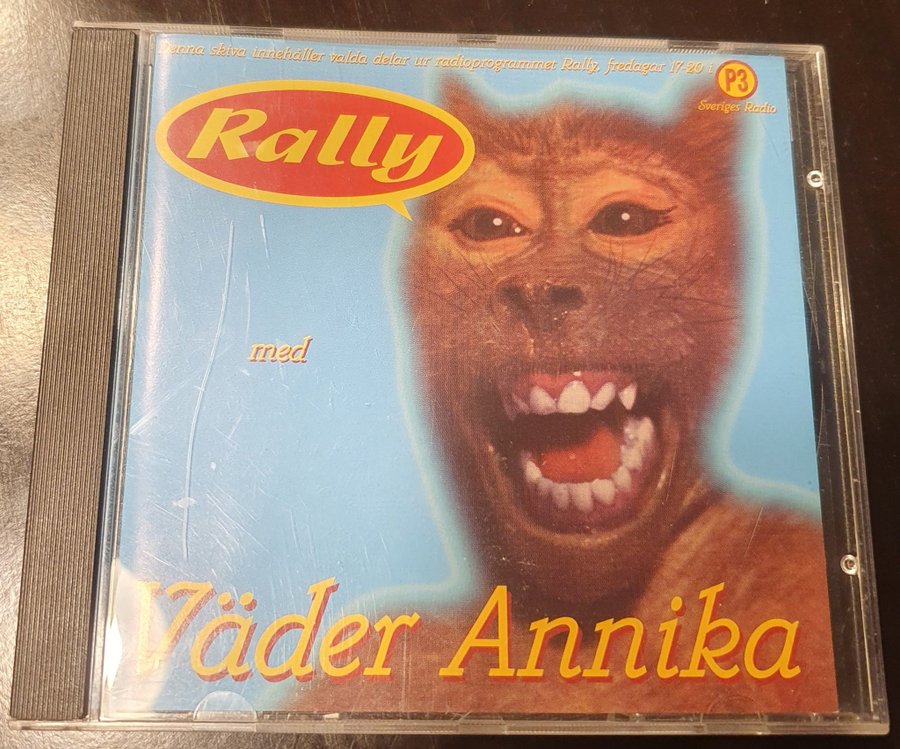 Denna skiva innehåller valda delar ur radioprogrammet Rally, fredagar 17-20 i
P3
Sveriges Radio
Rally
med
Väder Annika